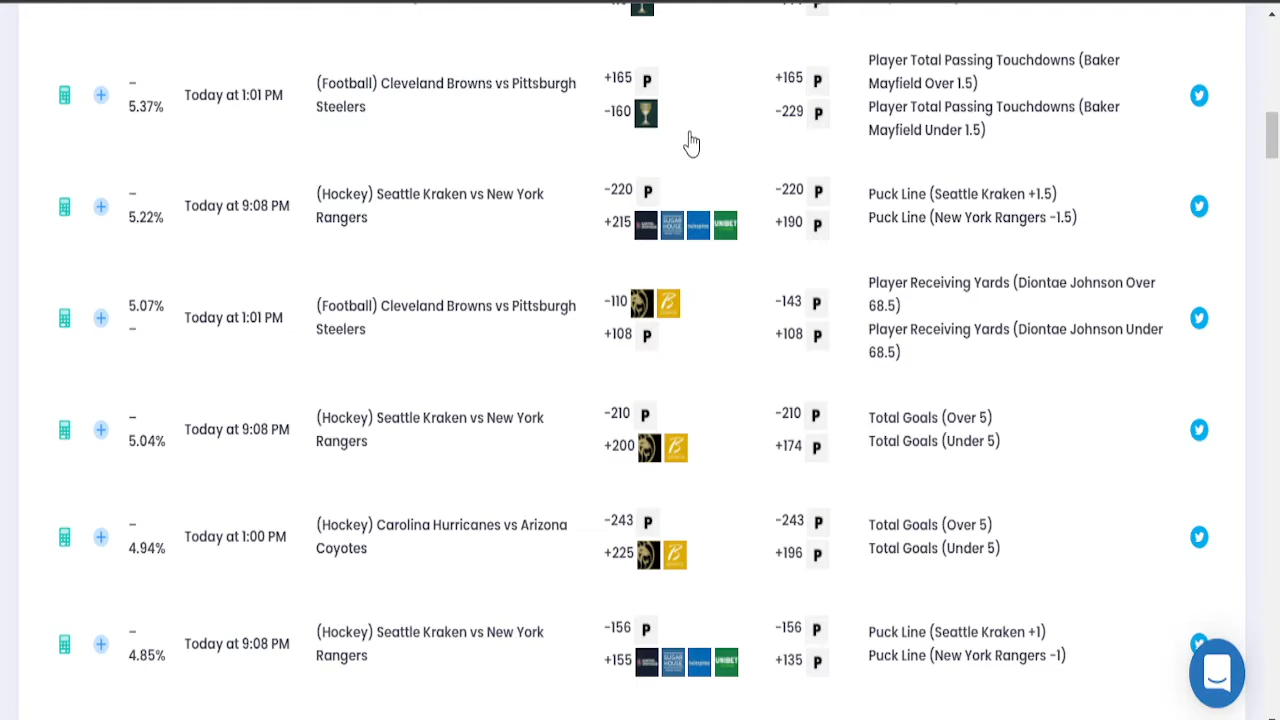 –
5.37%
Today at 1:01 PM
(Football) Cleveland Browns vs Pittsburgh
Steelers
+165 P
-160
+165 P
-229 P
Player Total Passing Touchdowns (Baker
Mayfield Over 1.5)
Player Total Passing Touchdowns (Baker
Mayfield Under 1.5)
–
5.22%
Today at 9:08 PM
(Hockey) Seattle Kraken vs New York
Rangers
-220 P
+215 SUGAR HOUSE UNIBET
-220 P
+190 P
Puck Line (Seattle Kraken +1.5)
Puck Line (New York Rangers -1.5)
5.07%
–
Today at 1:01 PM
(Football) Cleveland Browns vs Pittsburgh
Steelers
-110 B
+108 P
-143 P
+108 P
Player Receiving Yards (Diontae Johnson Over
68.5)
Player Receiving Yards (Diontae Johnson Under
68.5)
–
5.04%
Today at 9:08 PM
(Hockey) Seattle Kraken vs New York
Rangers
-210 P
+200 B
-210 P
+174 P
Total Goals (Over 5)
Total Goals (Under 5)
–
4.94%
Today at 1:00 PM
(Hockey) Carolina Hurricanes vs Arizona
Coyotes
-243 P
+225 B
-243 P
+196 P
Total Goals (Over 5)
Total Goals (Under 5)
–
4.85%
Today at 9:08 PM
(Hockey) Seattle Kraken vs New York
Rangers
-156 P
+155 SUGAR HOUSE UNIBET
-156 P
+135 P
Puck Line (Seattle Kraken +1)
Puck Line (New York Rangers -1)